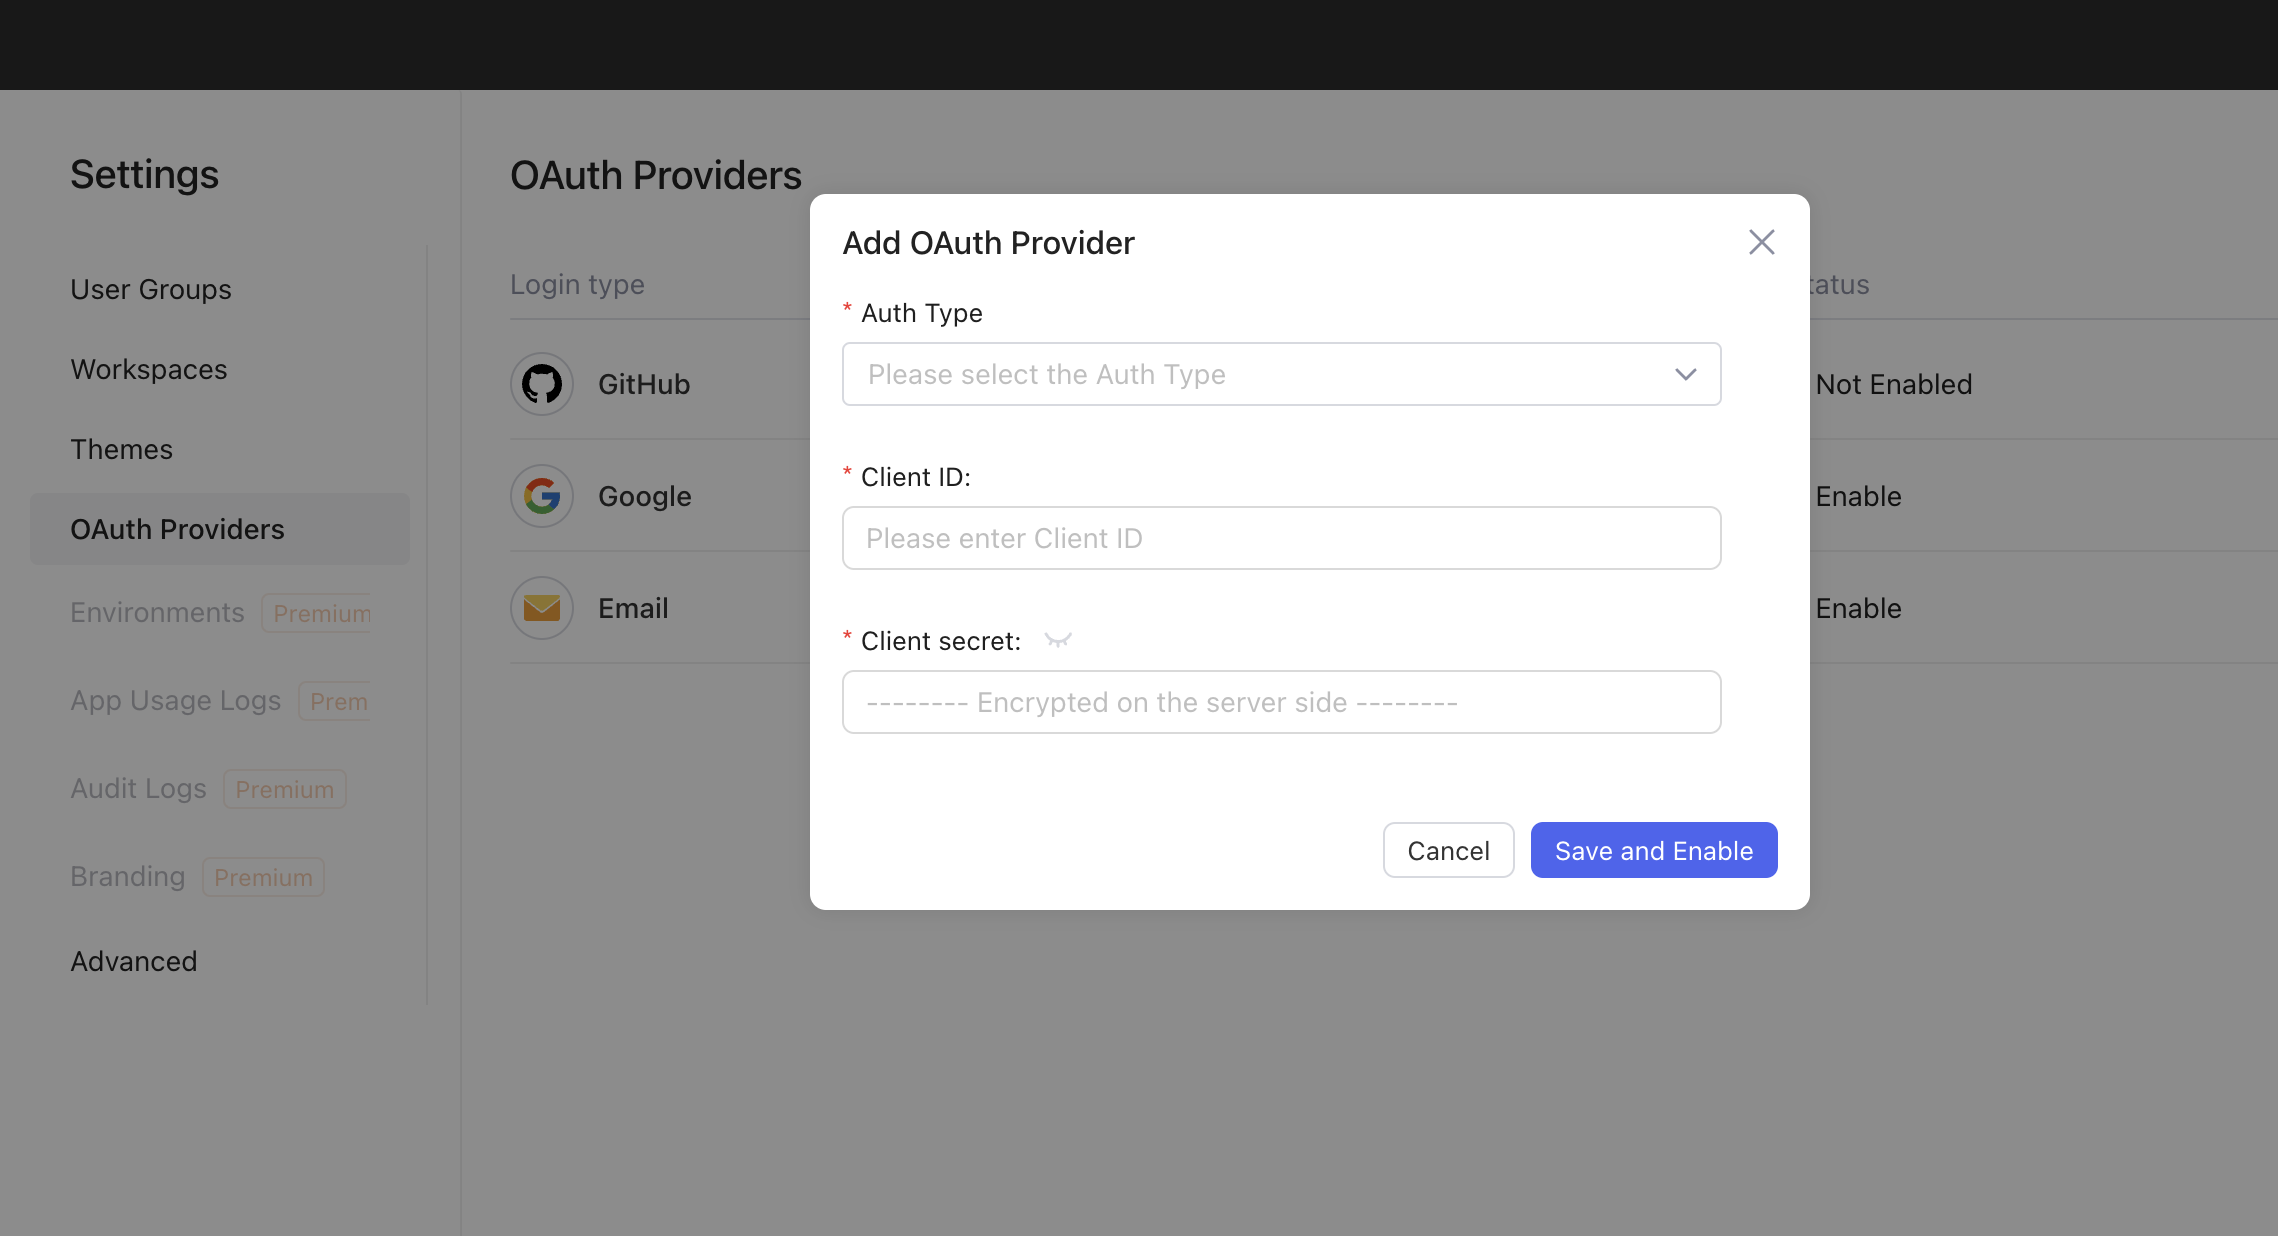 Settings
User Groups
Workspaces
Themes
OAuth Providers
Environments Premium
App Usage Logs Prem
Audit Logs Premium
Branding Premium
Advanced
OAuth Providers
Login type
tatus
GitHub
Not Enabled
Google
Enable
Email
Enable
Add OAuth Provider
* Auth Type
Please select the Auth Type
* Client ID:
Please enter Client ID
* Client secret:
-------- Encrypted on the server side --------
Cancel
Save and Enable